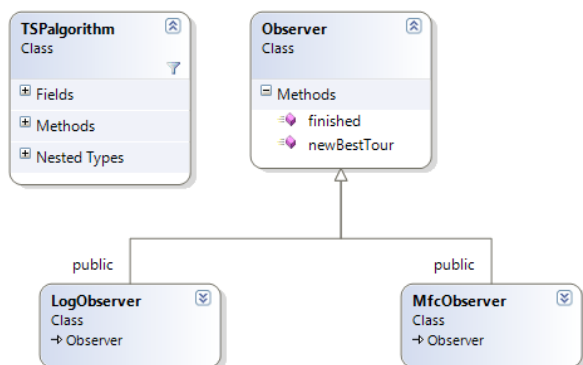 TSPalgorithm
Class
Fields
Methods
Nested Types
Observer
Class
Methods
finished
newBestTour
public
public
LogObserver
Class
Observer
MfcObserver
Class
Observer